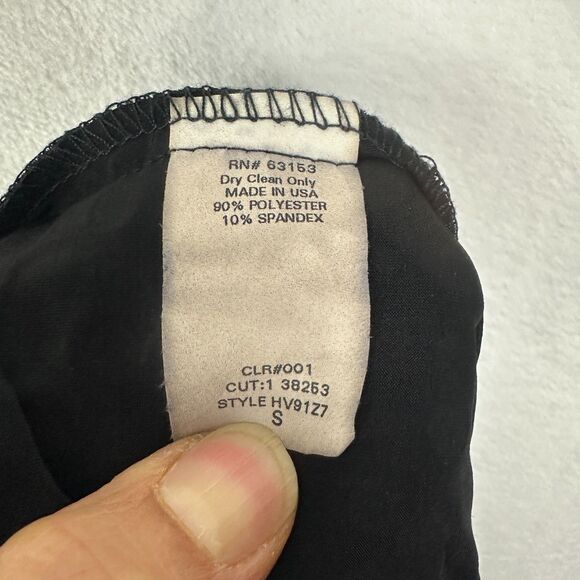 RN# 63153
Dry Clean Only
MADE IN USA
90% POLYESTER
10% SPANDEX
CLR#001
CUT:1 38253
STYLE HV91Z7
S